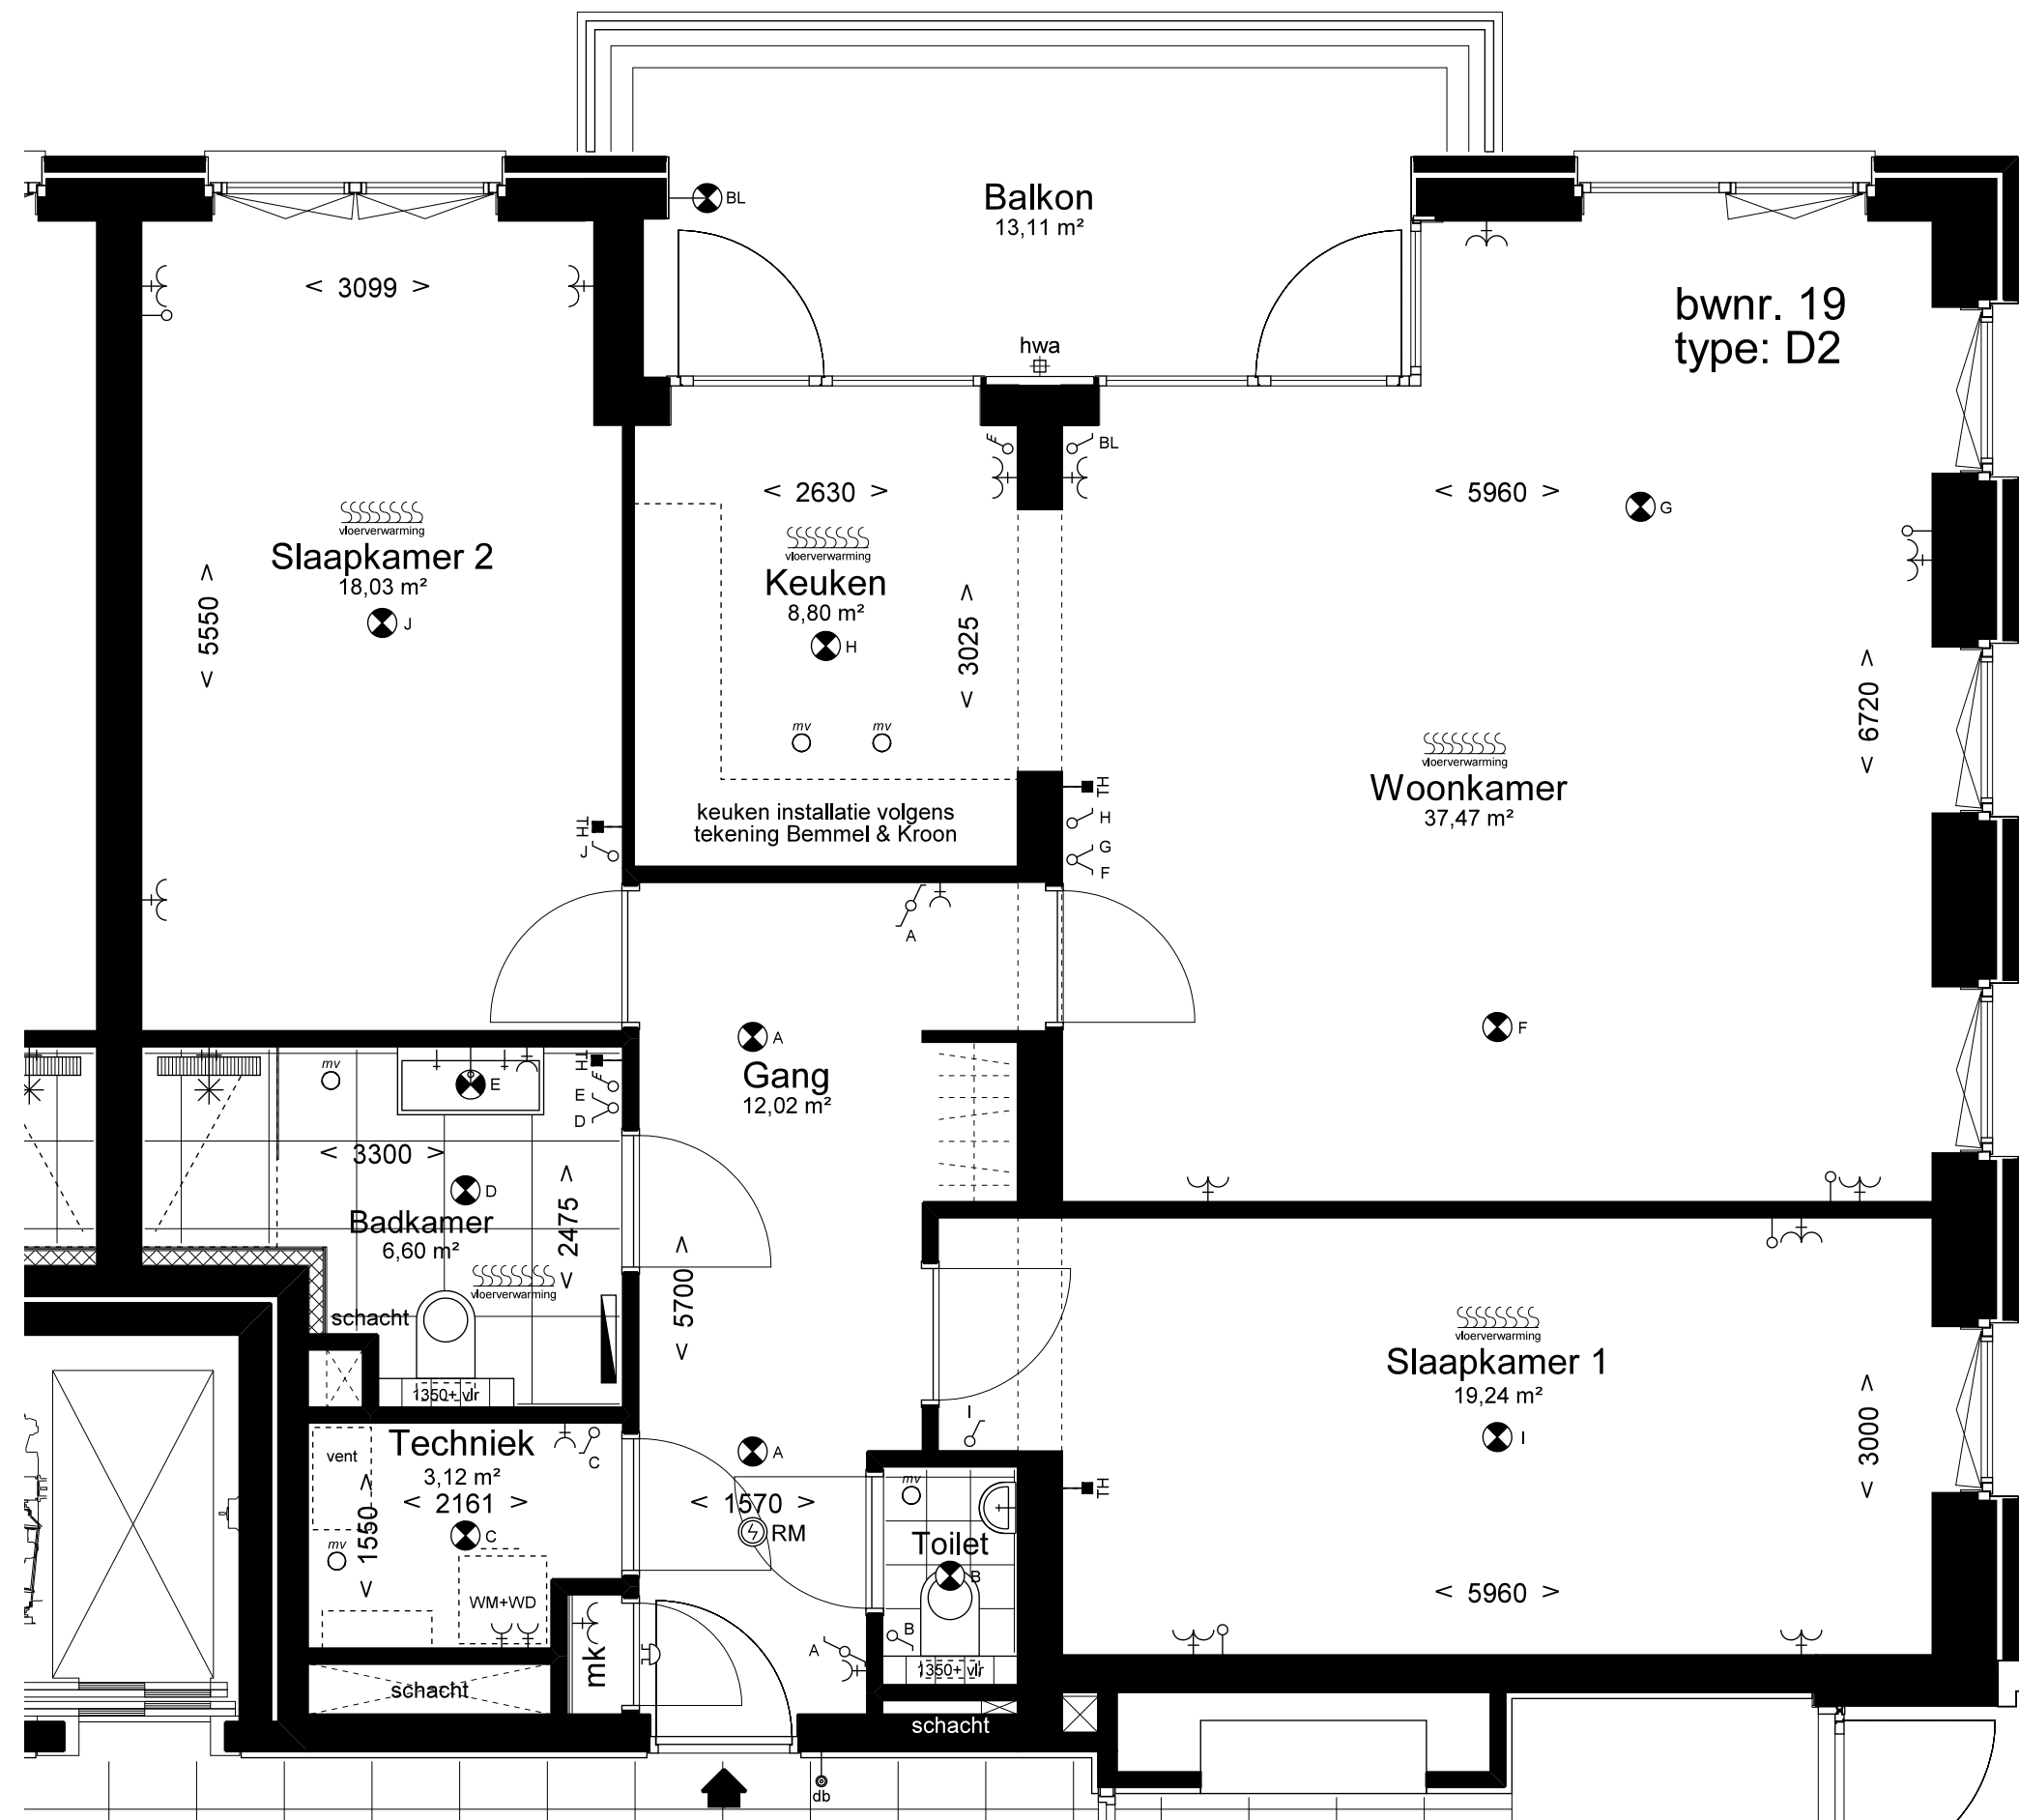 BL
Balkon
13,11 m²
< 3099 >
bwnr. 19
type: D2
hwa
F
BL
< 2630 >
< 5960 >
G
vloerverwarming
Slaapkamer 2
18,03 m²
J
< 5550 >
vloerverwarming
Keuken
8,80 m²
H
< 3025 >
mv
mv
keuken installatie volgens
tekening Bemmel & Kroon
< 6720 >
vloerverwarming
Woonkamer
37,47 m²
TH
H
G
F
TH
J
A
F
A
Gang
12,02 m²
mv
E
TH
F
E
D
< 3300 >
D
Badkamer
6,60 m²
< 2475 >
vloerverwarming
< 5700 >
schacht
1350+ vlr
vloerverwarming
Slaapkamer 1
19,24 m²
I
I
< 3000 >
Techniek
3,12 m²
< 2161 >
vent
C
C
< 1550 >
mv
WM+WD
A
< 1570 >
RM
mv
TH
Toilet
B
B
A
< 5960 >
1350+ vlr
mk
schacht
schacht
db